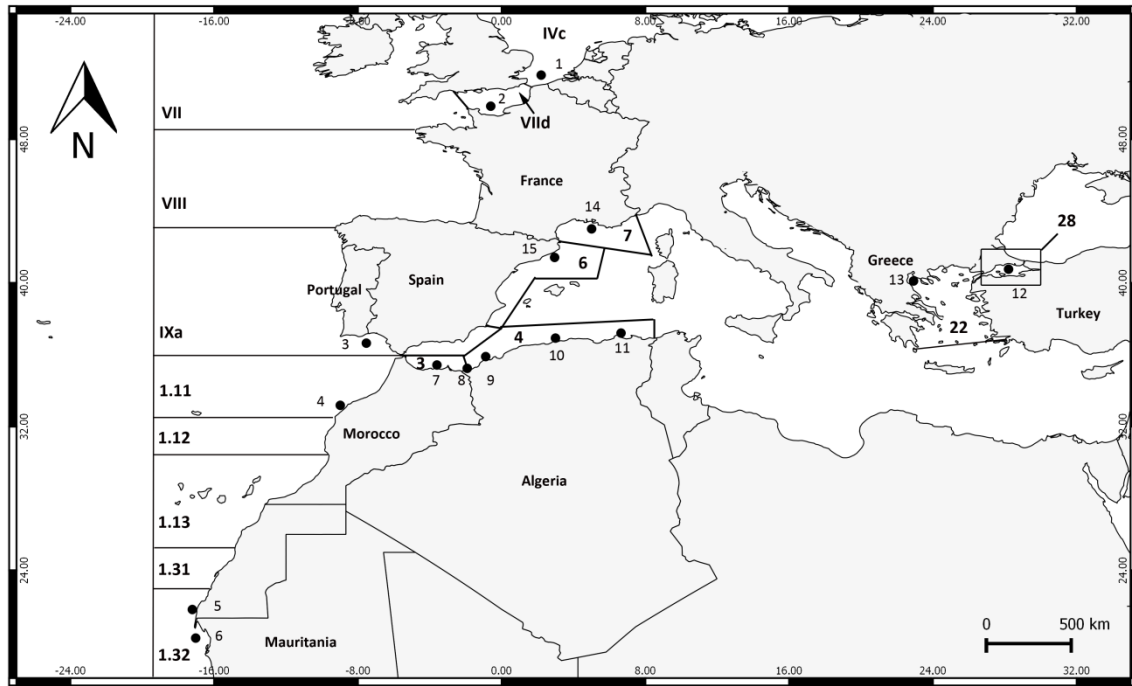 -24.00 -16.00 -8.00 0.00 8.00 16.00 24.00 32.00
IVc
1
2
VIId
VII
N
48.00
48.00
France
VIII
14
7
28
15
6
Greece
Spain
Portugal
13
12
40.00
40.00
Turkey
22
IXa
3
4
10
11
3
7
8
9
1.11
4
32.00
32.00
Morocco
1.12
Algeria
1.13
1.31
24.00
24.00
5
6
Mauritania
0 500 km
1.32
-24.00 -16.00 -8.00 0.00 8.00 16.00 24.00 32.00